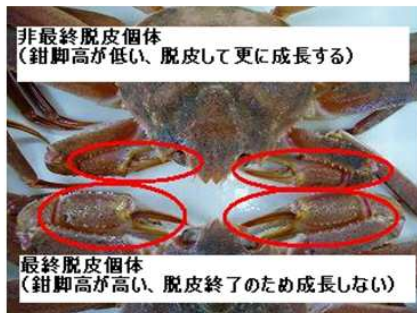 非最終脱皮個体
（鉗脚高が低い、脱皮して更に成長する）
最終脱皮個体
（鉗脚高が高い、脱皮終了のため成長しない）